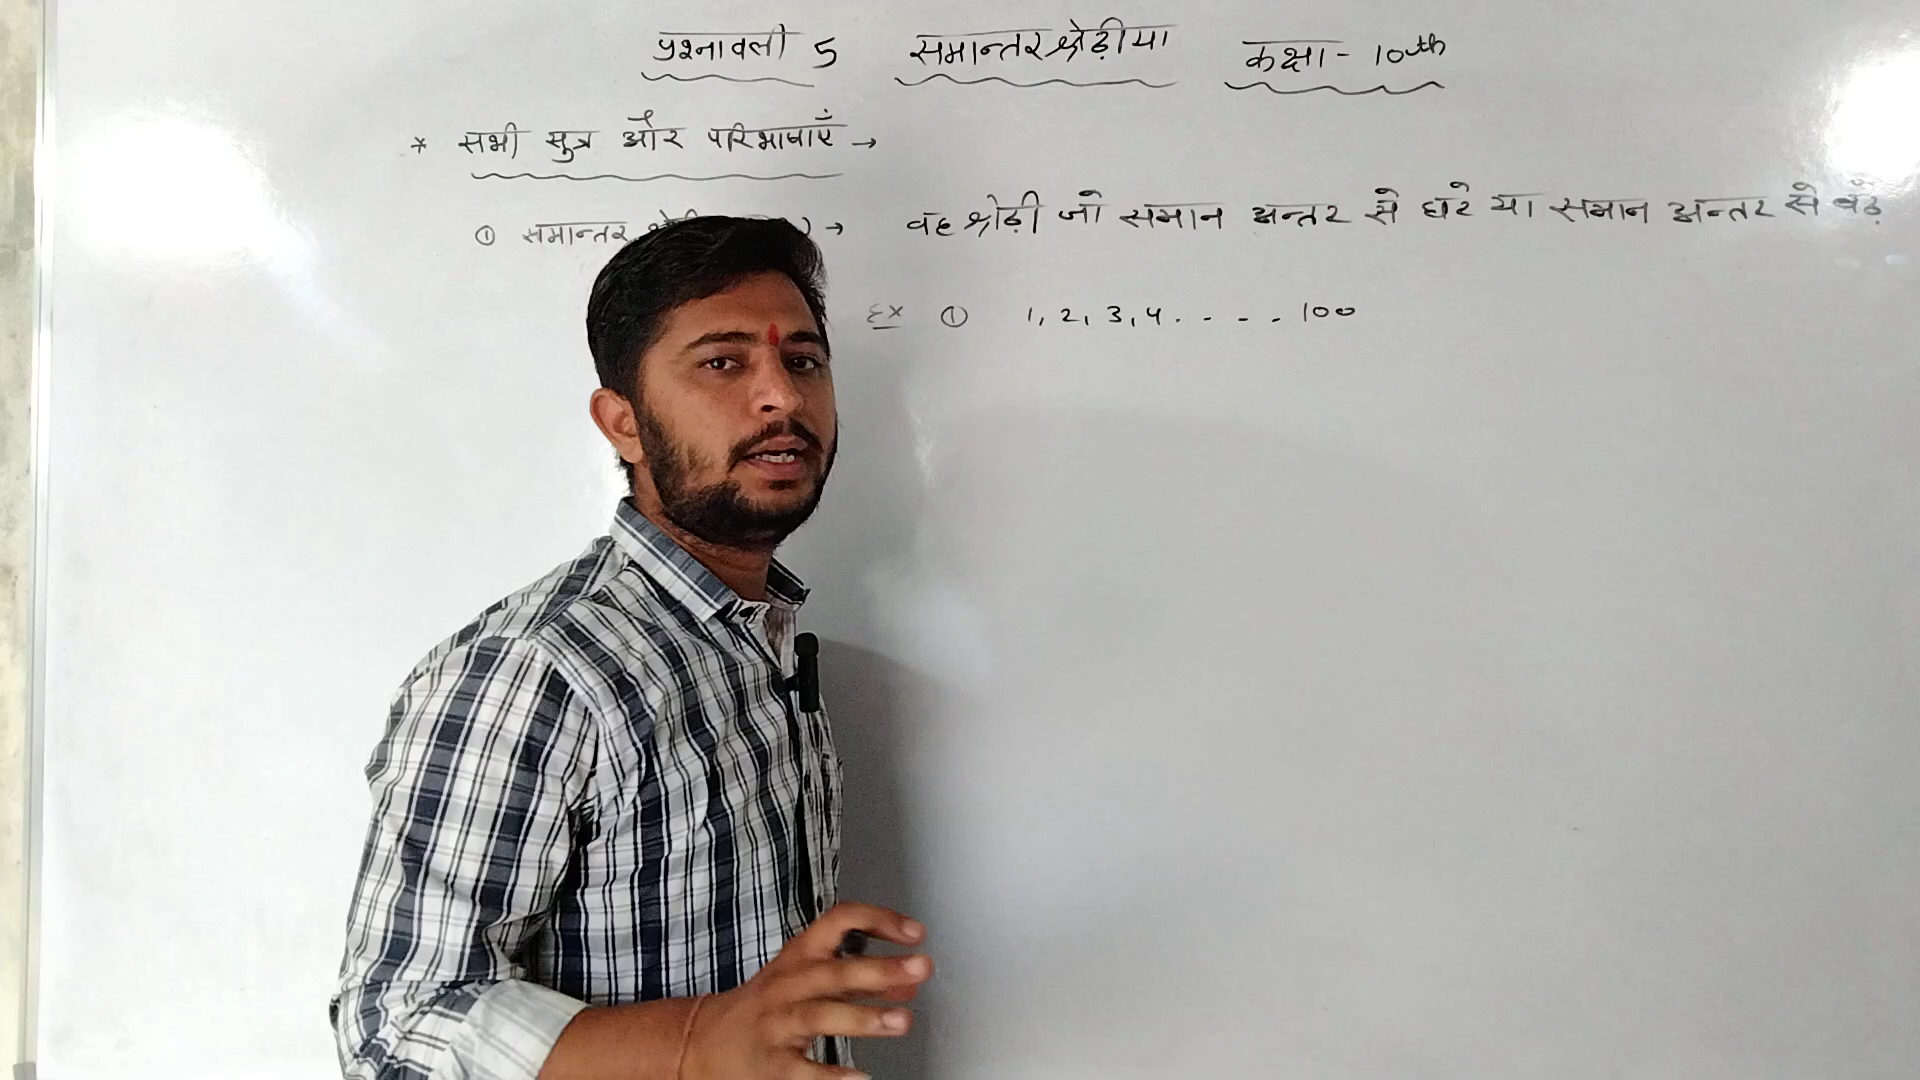 प्रश्नावली 5 समान्तर श्रेढ़ीया कक्षा - 10th
* सभी सुत्र और परिभाषाएँ →
① समान्तर ) → वह श्रेढ़ी जो समान अन्तर से घटे या समान अन्तर से बढ़े
Ex ① 1, 2, 3, 4 . - - - 100